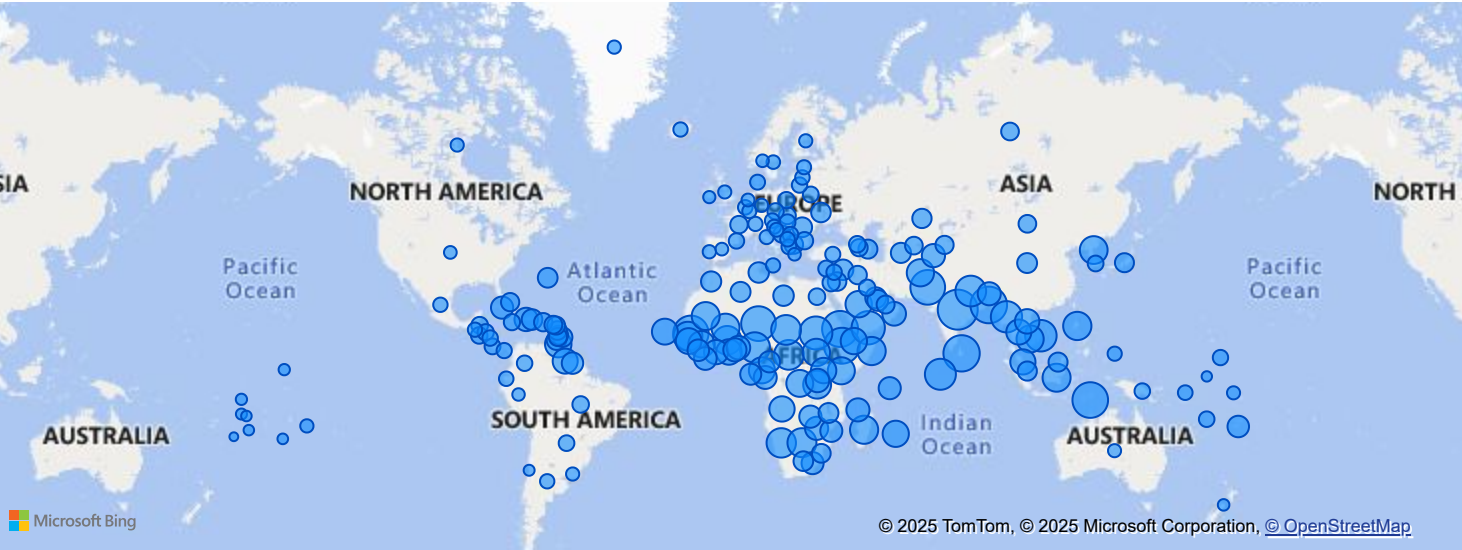 SIA
NORTH AMERICA
EUROPE
ASIA
NORTH
Pacific
Ocean
Atlantic
Ocean
Pacific
Ocean
AFRICA
AUSTRALIA
SOUTH AMERICA
Indian
Ocean
AUSTRALIA
Microsoft Bing
© 2025 TomTom, © 2025 Microsoft Corporation, © OpenStreetMap